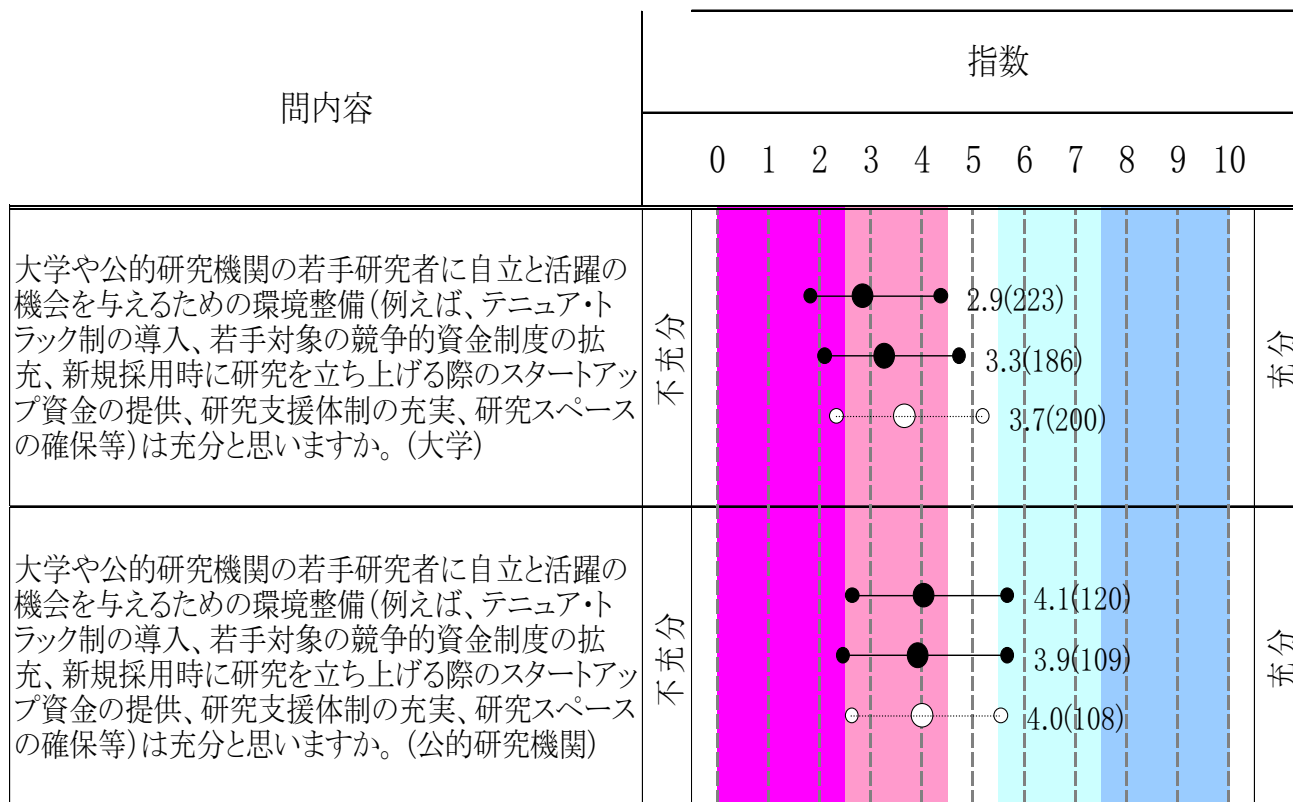 問内容
指数
0 1 2 3 4 5 6 7 8 9 10
大学や公的研究機関の若手研究者に自立と活躍の
機会を与えるための環境整備(例えば、テニュア・ト
ラック制の導入、若手対象の競争的資金制度の拡
充、新規採用時に研究を立ち上げる際のスタートアッ
プ資金の提供、研究支援体制の充実、研究スペース
の確保等)は充分と思いますか。(大学)
不充分
2.9(223)
3.3(186)
3.7(200)
充分
大学や公的研究機関の若手研究者に自立と活躍の
機会を与えるための環境整備(例えば、テニュア・ト
ラック制の導入、若手対象の競争的資金制度の拡
充、新規採用時に研究を立ち上げる際のスタートアッ
プ資金の提供、研究支援体制の充実、研究スペース
の確保等)は充分と思いますか。(公的研究機関)
不充分
4.1(120)
3.9(109)
4.0(108)
充分